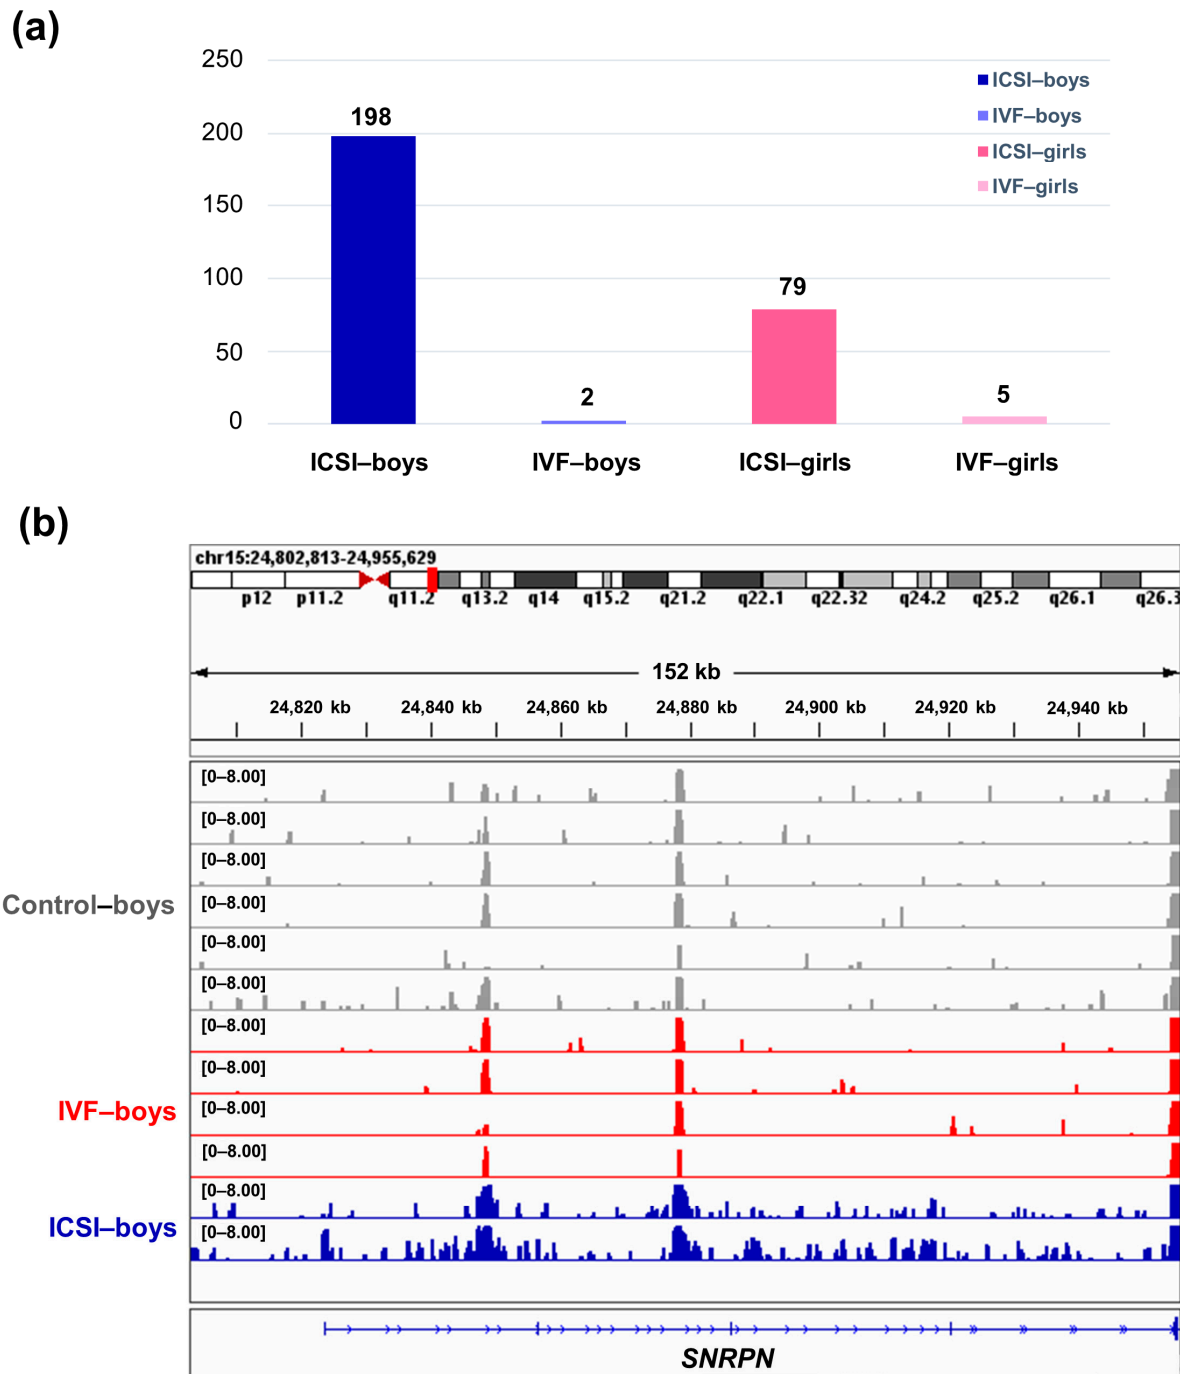 (a)
250
200
150
100
50
0
198
2
79
5
ICSI–boys
IVF–boys
ICSI–girls
IVF–girls
ICSI–boys
IVF–boys
ICSI–girls
IVF–girls
(b)
chr15:24,802,813-24,955,629
p12 p11.2 q11.2 q13.2 q14 q15.2 q21.2 q22.1 q22.32 q24.2 q25.2 q26.1 q26.3
152 kb
24,820 kb 24,840 kb 24,860 kb 24,880 kb 24,900 kb 24,920 kb 24,940 kb
Control–boys
[0–8.00]
[0–8.00]
[0–8.00]
[0–8.00]
[0–8.00]
[0–8.00]
IVF–boys
[0–8.00]
[0–8.00]
[0–8.00]
[0–8.00]
ICSI–boys
[0–8.00]
[0–8.00]
SNRPN